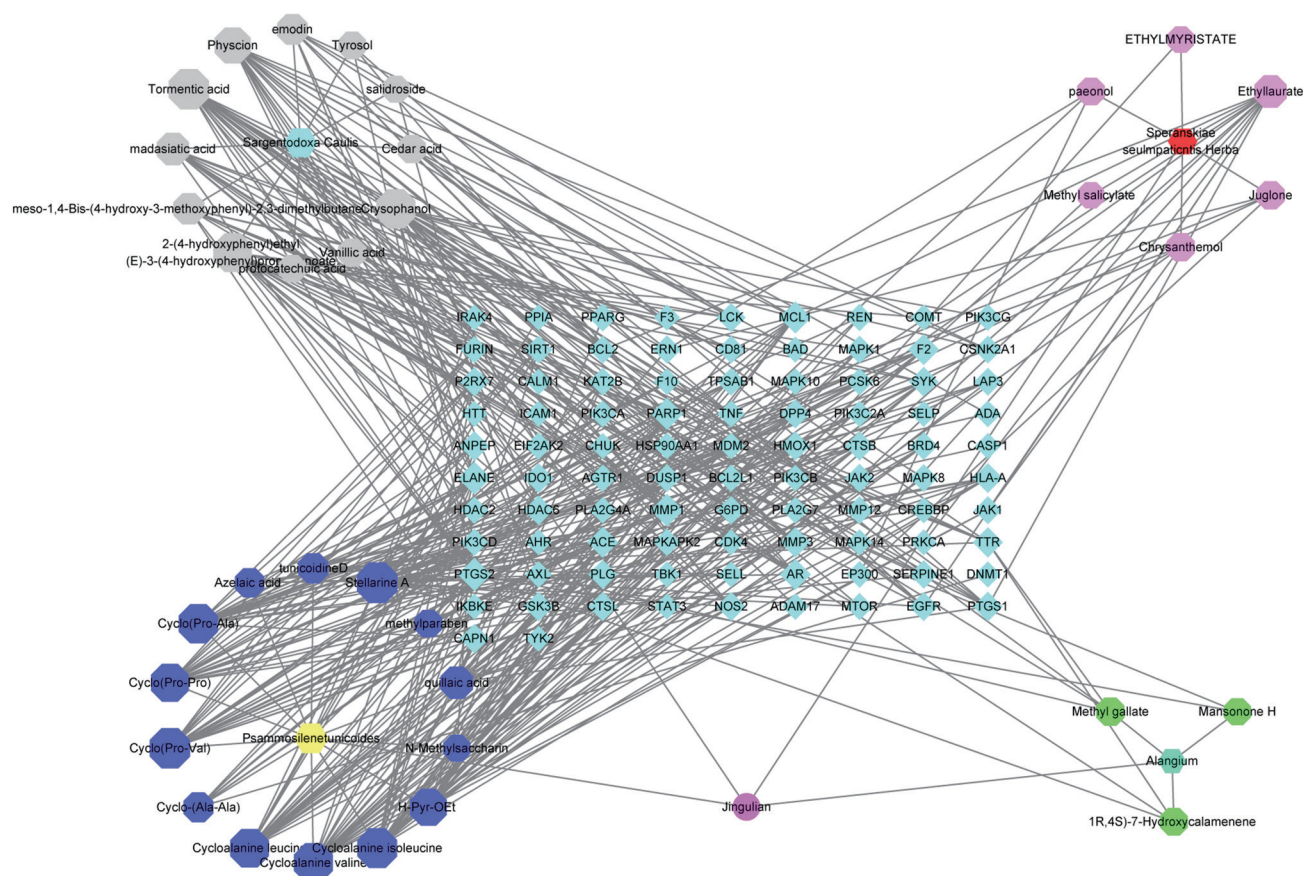 emodin
Physcion
Tyrosol
Tormentic acid
salidroside
Sargentodoxa Caulis
madasiatic acid
Cedar acid
meso-1,4-Bis-(4-hydroxy-3-methoxyphenyl)-2,3-dimethylbutane
Crysophanol
2-(4-hydroxyphenyl)ethyl
Vanillic acid
(E)-3-(4-hydroxyphenyl)prop
protocatechuic acid
ETHYLMYRISTATE
paeonol
Ethyllaurate
Speranskiae
seulmpaticntis Herba
Methyl salicylate
Juglone
Chrysanthemol
IRAK4 PPIA PPARG F3 LCK MCL1 REN COMT PIK3CG
FURIN SIRT1 BCL2 ERN1 CD81 BAD MAPK1 F2 CSNK2A1
P2RX7 CALM1 KAT2B F10 TPSAB1 MAPK10 PCSK6 SYK LAP3
HTT ICAM1 PIK3CA PARP1 TNF DPP4 PIK3C2A SELP ADA
ANPEP EIF2AK2 CHUK HSP90AA1 MDM2 HMOX1 CTSB BRD4 CASP1
ELANE IDO1 AGTR1 DUSP1 BCL2L1 PIK3CB JAK2 MAPK8 HLA-A
HDAC2 HDAC6 PLA2G4A MMP1 G6PD PLA2G7 MMP12 CREBBP JAK1
PIK3CD AHR ACE MAPKAPK2 CDK4 MMP3 MAPK14 PRKCA TTR
PTGS2 AXL PLG TBK1 SELL AR EP300 SERPINE1 DNMT1
IKBKE GSK3B CTSL STAT3 NOS2 ADAM17 MTOR EGFR PTGS1
CAPN1 TYK2
tunicoidineD
Azelaic acid
Stellarine A
Cyclo(Pro-Ala)
methylparaben
Cyclo(Pro-Pro)
quillaic acid
Psammosilenetunicoides
Cyclo(Pro-Val)
N-Methylsaccharin
Cyclo-(Ala-Ala)
H-Pyr-OEt
Cycloalanine leucine
Cycloalanine isoleucine
Cycloalanine valine
Jingulian
Methyl gallate
Mansonone H
Alangium
1R,4S)-7-Hydroxycalamenene